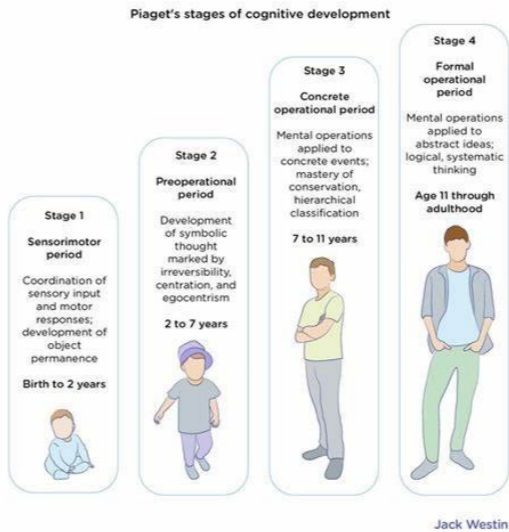 Piaget's stages of cognitive development
Stage 1
Sensorimotor
period
Coordination of
sensory input
and motor
responses;
development of
object
permanence
Birth to 2 years
Stage 2
Preoperational
period
Development
of symbolic
thought
marked by
irreversibility,
centration, and
egocentrism
2 to 7 years
Stage 3
Concrete
operational period
Mental operations
applied to
concrete events;
mastery of
conservation,
hierarchical
classification
7 to 11 years
Stage 4
Formal
operational
period
Mental operations
applied to
abstract ideas;
logical, systematic
thinking
Age 11 through
adulthood
Jack Westin